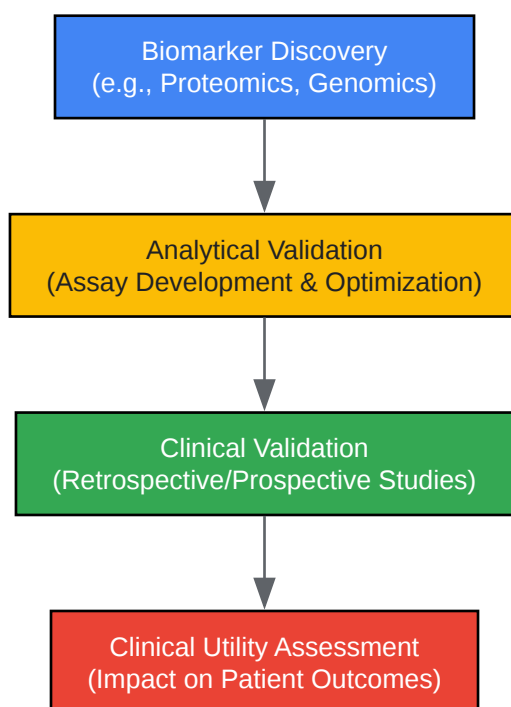 Biomarker Discovery
(e.g., Proteomics, Genomics)
Analytical Validation
(Assay Development & Optimization)
Clinical Validation
(Retrospective/Prospective Studies)
Clinical Utility Assessment
(Impact on Patient Outcomes)